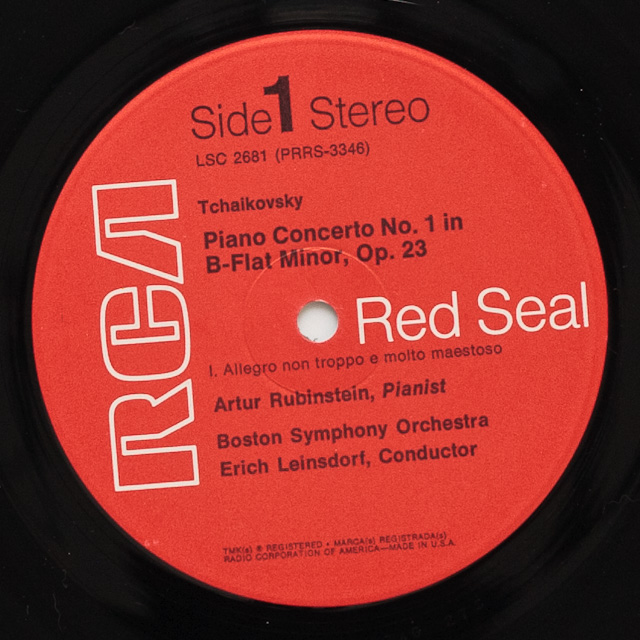 Side 1 Stereo
LSC 2681 (PRRS-3346)
Tchaikovsky
Piano Concerto No. 1 in
B-Flat Minor, Op. 23
RCA
Red Seal
I. Allegro non troppo e molto maestoso
Artur Rubinstein, Pianist
Boston Symphony Orchestra
Erich Leinsdorf, Conductor
TMK(s) ® REGISTERED • MARCA(s) REGISTRADA(s)
RADIO CORPORATION OF AMERICA—MADE IN U.S.A.